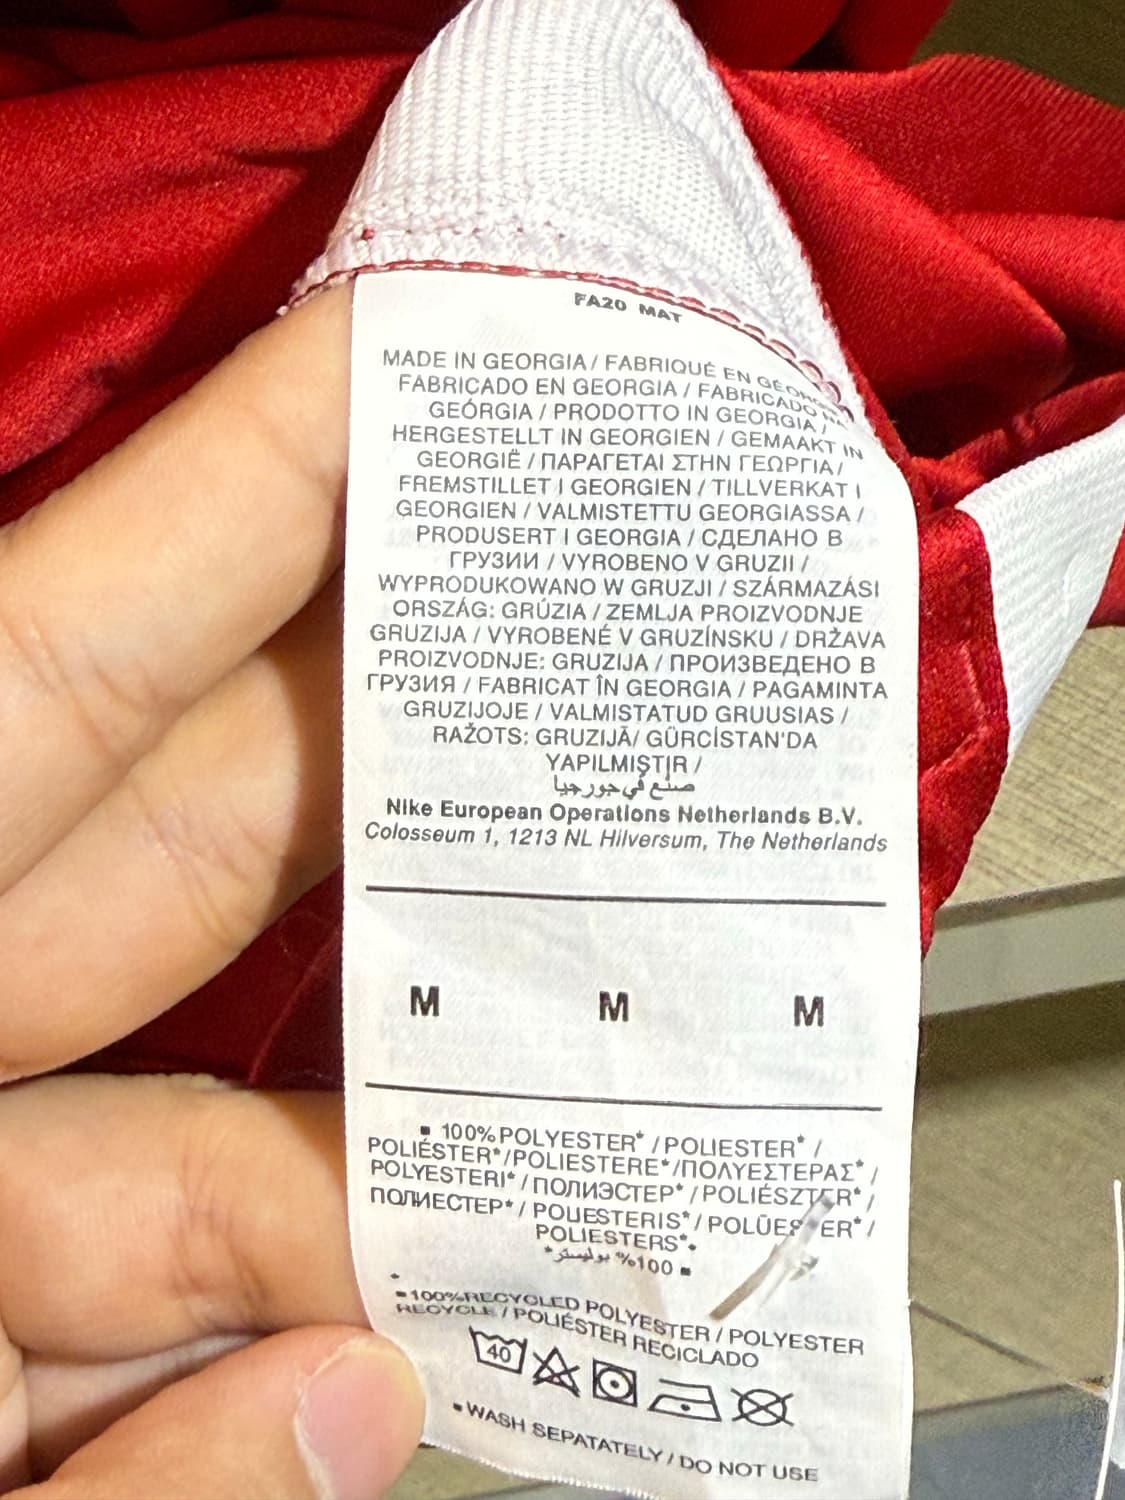 FA20 MAT
MADE IN GEORGIA / FABRIQUÉ EN GÉORGIE
FABRICADO EN GEORGIA / FABRICADO NA
GEÓRGIA / PRODOTTO IN GEORGIA /
HERGESTELLT IN GEORGIEN / GEMAAKT IN
GEORGIË / ΠΑΡΑΓΕΤΑΙ ΣΤΗΝ ΓΕΩΡΓΙΑ /
FREMSTILLET I GEORGIEN / TILLVERKAT I
GEORGIEN / VALMISTETTU GEORGIASSA /
PRODUSERT I GEORGIA / СДЕЛАНО В
ГРУЗИИ / VYROBENO V GRUZII /
WYPRODUKOWANO W GRUZJI / SZÁRMAZÁSI
ORSZÁG: GRÚZIA / ZEMLJA PROIZVODNJE
GRUZIJA / VYROBENÉ V GRUZÍNSKU / DRŽAVA
PROIZVODNJE: GRUZIJA / ПРОИЗВЕДЕНО В
ГРУЗИЯ / FABRICAT ÎN GEORGIA / PAGAMINTA
GRUZIJOJE / VALMISTATUD GRUUSIAS /
RAŽOTS: GRUZIJĀ/ GÜRCİSTAN'DA
YAPILMIŞTIR /
صنع في جورجيا
Nike European Operations Netherlands B.V.
Colosseum 1, 1213 NL Hilversum, The Netherlands
M M M
▪ 100% POLYESTER* / POLIESTER* /
POLIÉSTER*/POLIESTERE*/ΠΟΛΥΕΣΤΕΡΑΣ* /
POLYESTERI* / ПОЛИЭСТЕР* / POLIÉSZTER* /
ПОЛИЕСТЕР* / POUESTERIS* / POLÜES ER* /
POLIESTERS*.
▪ 100% بوليستر*
*
▪100%RECYCLED POLYESTER / POLYESTER
RECYCLE / POLIÉSTER RECICLADO
40
▪WASH SEPATATELY / DO NOT USE